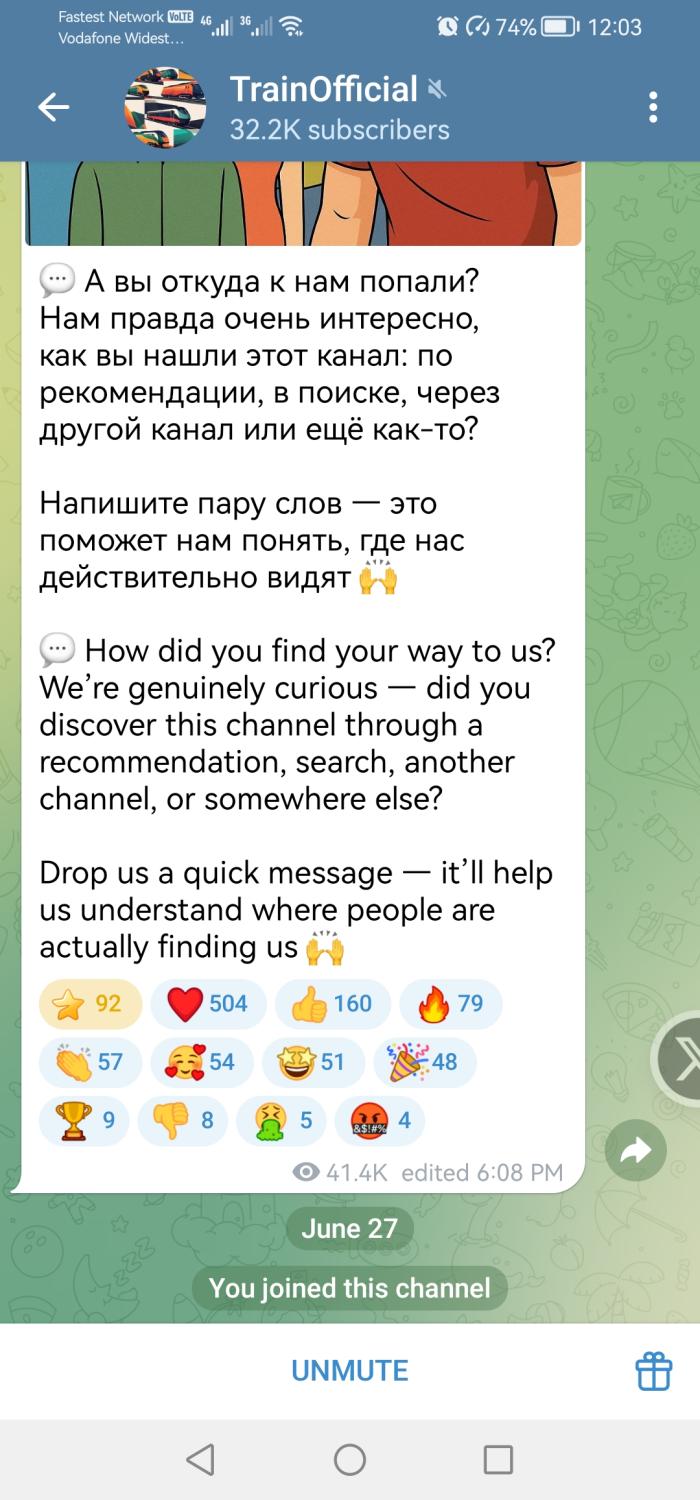 Fastest Network VoLTE
Vodafone Widest...
4G
3G
74%
12:03
TrainOfficial
32.2K subscribers
А вы откуда к нам попали?
Нам правда очень интересно,
как вы нашли этот канал: по
рекомендации, в поиске, через
другой канал или ещё как-то?
Напишите пару слов — это
поможет нам понять, где нас
действительно видят 🙌
How did you find your way to us?
We’re genuinely curious — did you
discover this channel through a
recommendation, search, another
channel, or somewhere else?
Drop us a quick message — it’ll help
us understand where people are
actually finding us 🙌
92 504 160 79
57 54 51 48
9 8 5 &$!#% 4
41.4K edited 6:08 PM
June 27
You joined this channel
UNMUTE